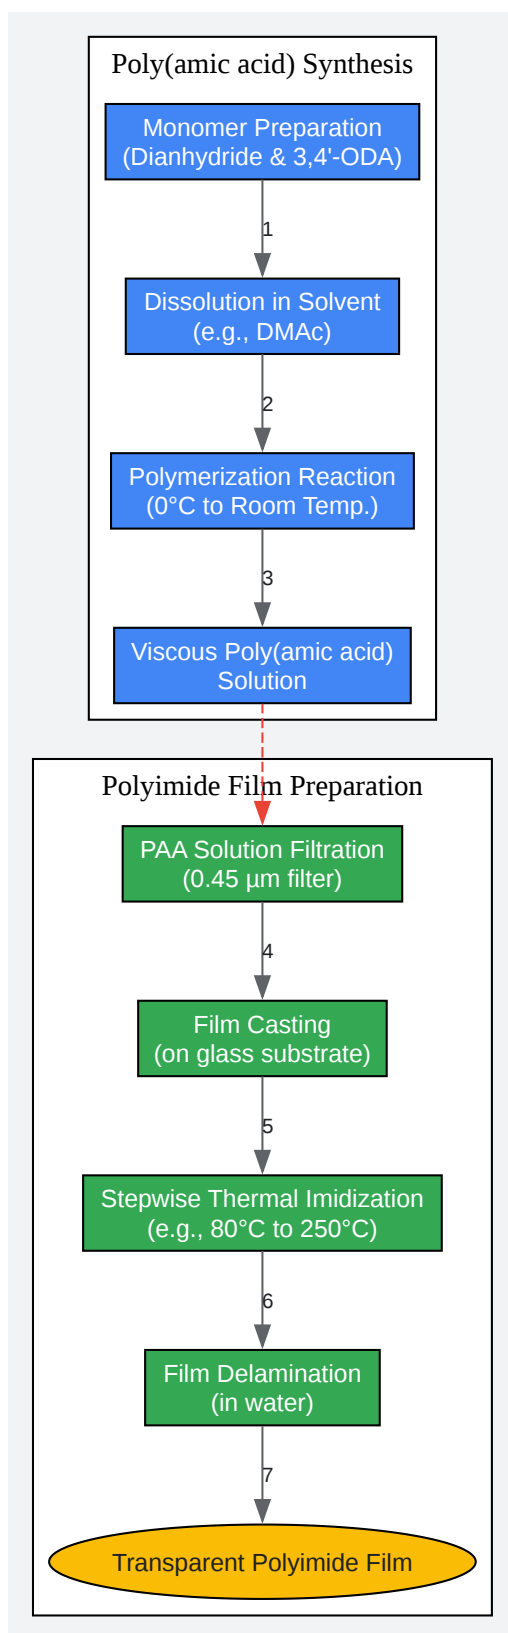 Poly(amic acid) Synthesis
Monomer Preparation
(Dianhydride & 3,4'-ODA)
1
Dissolution in Solvent
(e.g., DMAc)
2
Polymerization Reaction
(0°C to Room Temp.)
3
Viscous Poly(amic acid)
Solution
Polyimide Film Preparation
PAA Solution Filtration
(0.45 µm filter)
4
Film Casting
(on glass substrate)
5
Stepwise Thermal Imidization
(e.g., 80°C to 250°C)
6
Film Delamination
(in water)
7
Transparent Polyimide Film